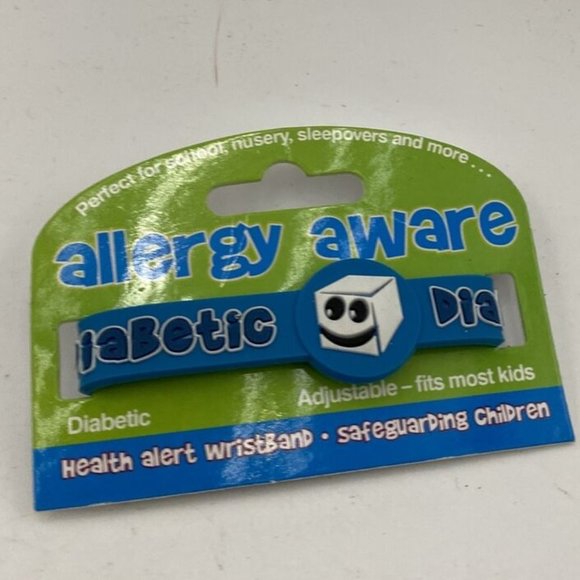 Perfect for school, nusery, sleepovers and more...
allergy aware
iaBetic Dia
Diabetic
Adjustable – fits most kids
Health alert wristBand • safeguarDing Children